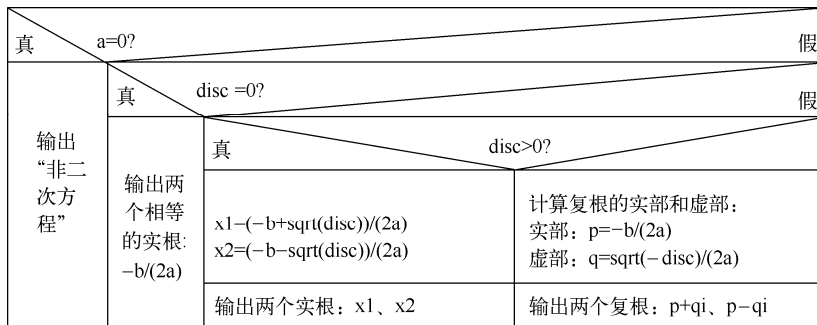 真 a=0? 假
真 disc =0? 假
真 disc>0?
输出
“非二
次方
程”
输出两
个相等
的实根:
−b/(2a)
x1−(−b+sqrt(disc))/(2a)
x2=(−b−sqrt(disc))/(2a)
计算复根的实部和虚部：
实部：p=−b/(2a)
虚部：q=sqrt(−disc)/(2a)
输出两个实根：x1、x2
输出两个复根：p+qi、p−qi